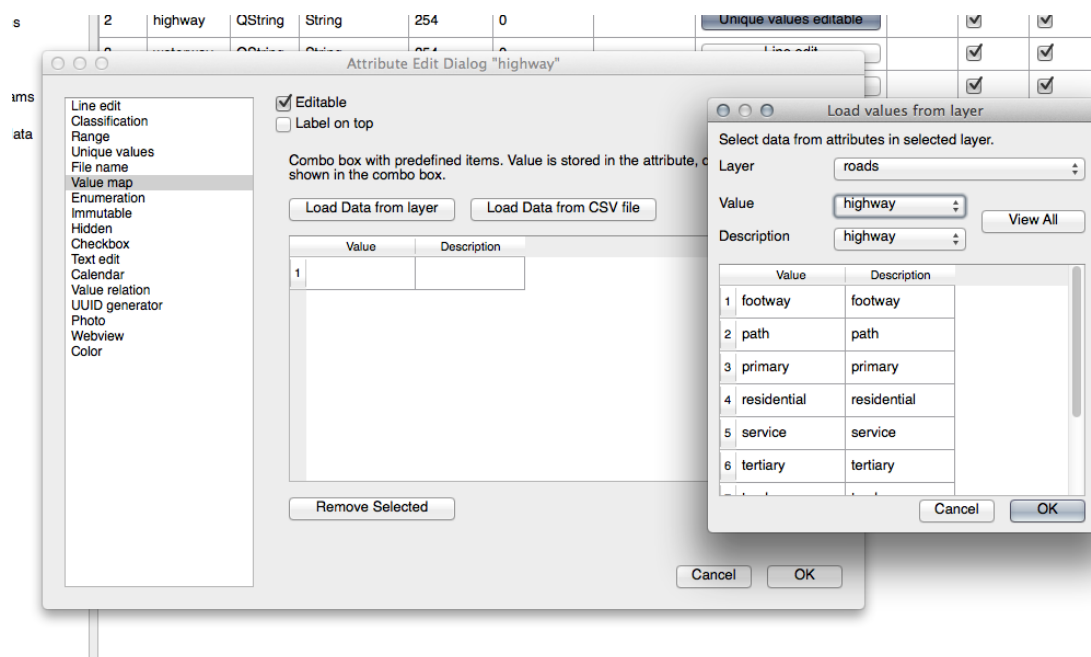 s
2 highway QString String 254 0 Unique values editable
QString String 254 0 Line edit
ams
ata
Attribute Edit Dialog "highway"
Line edit
Classification
Range
Unique values
File name
Value map
Enumeration
Immutable
Hidden
Checkbox
Text edit
Calendar
Value relation
UUID generator
Photo
Webview
Color
Editable
Label on top
Combo box with predefined items. Value is stored in the attribute,
shown in the combo box.
Load Data from layer Load Data from CSV file
Value Description
1
Remove Selected
Cancel OK
Load values from layer
Select data from attributes in selected layer.
Layer roads
Value highway
View All
Description highway
Value Description
1 footway footway
2 path path
3 primary primary
4 residential residential
5 service service
6 tertiary tertiary
Cancel OK